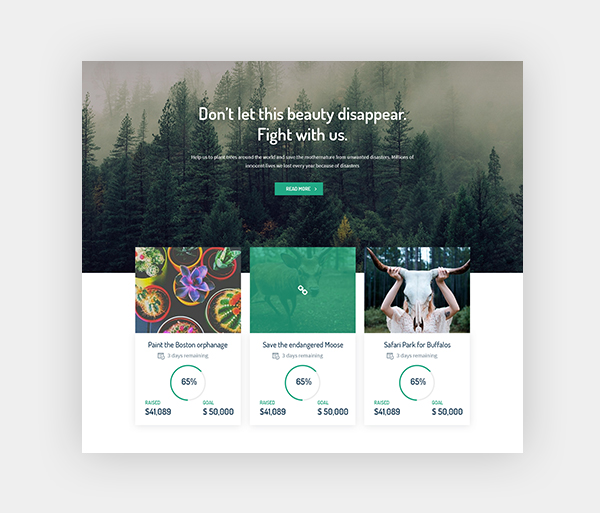 Don't let this beauty disappear.
Fight with us.
Help us to plant trees around the world and save the mothernature from unwanted disasters. Millions of
innocent lives we lost every year because of disasters
READ MORE >
Paint the Boston orphanage
3 days remaining
65%
RAISED GOAL
$41,089 $ 50,000
Save the endangered Moose
3 days remaining
65%
RAISED GOAL
$41,089 $ 50,000
Safari Park for Buffalos
3 days remaining
65%
RAISED GOAL
$41,089 $ 50,000